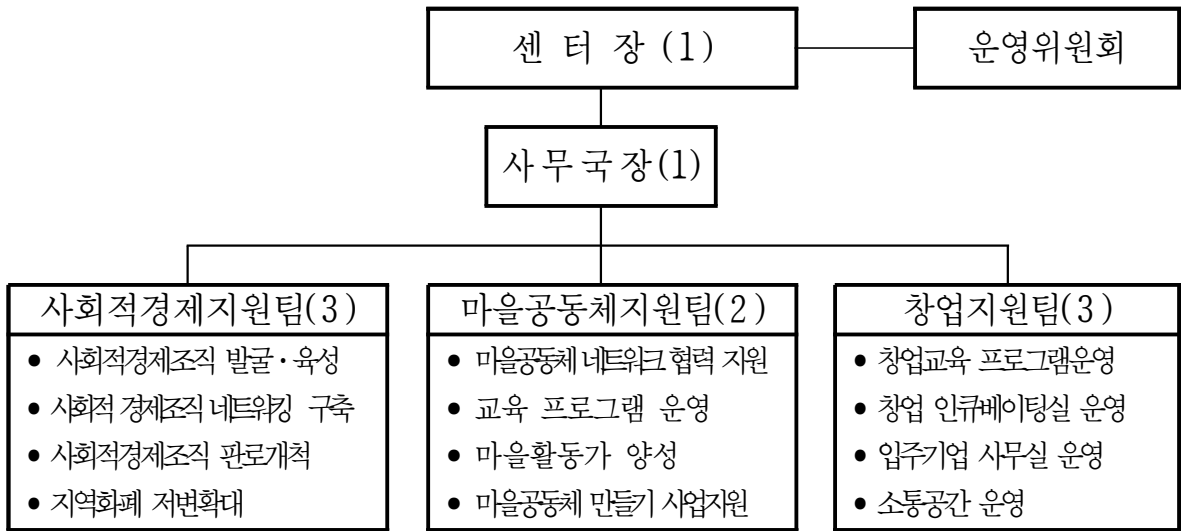 센 터 장 (1)
운영위원회
사무국장(1)
사회적경제지원팀(3)
• 사회적경제조직 발굴·육성
• 사회적 경제조직 네트워킹 구축
• 사회적경제조직 판로개척
• 지역화폐 저변확대
마을공동체지원팀(2)
• 마을공동체 네트워크 협력 지원
• 교육 프로그램 운영
• 마을활동가 양성
• 마을공동체 만들기 사업지원
창업지원팀(3)
• 창업교육 프로그램운영
• 창업 인큐베이팅실 운영
• 입주기업 사무실 운영
• 소통공간 운영